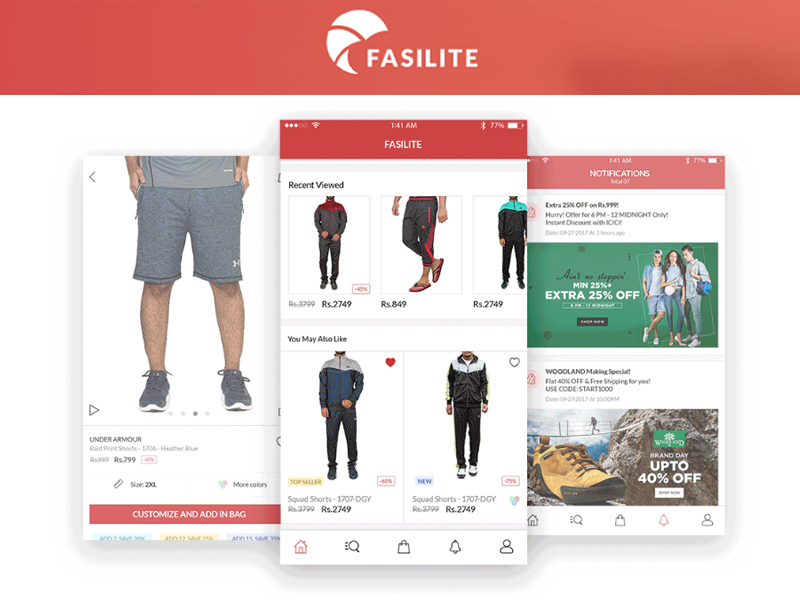 FASILITE
UNDER ARMOUR
Raid Print Shorts - 1706 - Heather Blue
Rs.999 Rs.799 -40%
Size: 2XL
More colors
CUSTOMIZE AND ADD IN BAG
ADD 2, SAVE 20%
ADD 12, SAVE 25%
ADD 15, SAVE 35%
1:41 AM 77%
FASILITE
Recent Viewed
-45%
Rs.3799 Rs.2749
Rs.849
Rs.2749
You May Also Like
TOP SELLER -65%
Squad Shorts - 1707-DGY
Rs.3799 Rs.2749
NEW -75%
Squad Shorts - 1707-DGY
Rs.3799 Rs.2749
1:41 AM 77%
NOTIFICATIONS
Total 07
Extra 25% OFF on Rs.999!
Hurry! Offer for 6 PM - 12 MIDNIGHT Only!
Instant Discount with ICICI!
Date: 09-27-2017 At 1 hours ago
Ain't no stoppin'
MIN 25%+
EXTRA 25% OFF
6 PM - 12 MIDNIGHT
SHOP NOW
WOODLAND Making Special!
Flat 40% OFF & Free Shipping for you!
USE CODE: START1000
Date: 09-27-2017 At 10:00PM
WOODLAND
BRAND DAY
UPTO
40% OFF
SHOP NOW